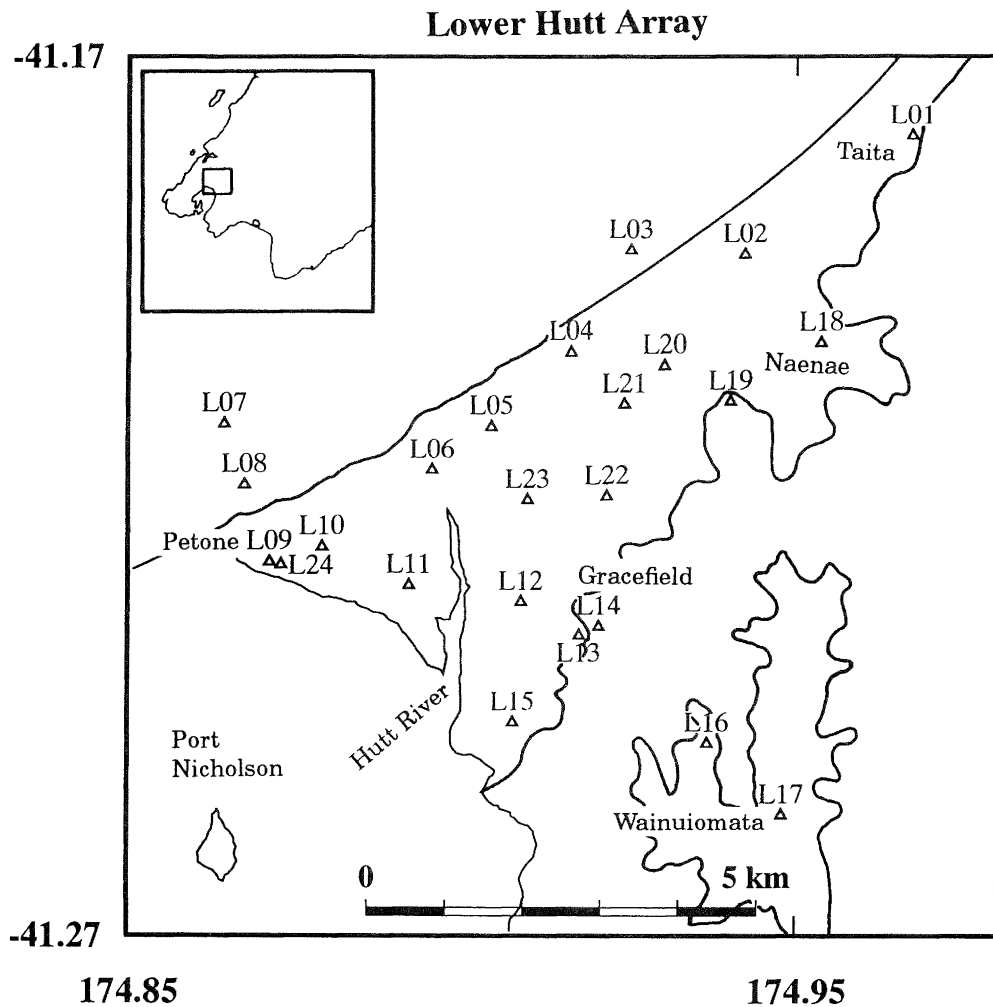 Lower Hutt Array
-41.17
L01
Taita
L03
L02
L04
L18
L20
Naenae
L21
L19
L07
L05
L06
L08
L23
L22
Petone
L09
L10
L24
L11
Gracefield
L12
L14
L13
Hutt River
L15
L16
Port
Nicholson
L17
Wainuiomata
0
5 km
-41.27
174.85
174.95